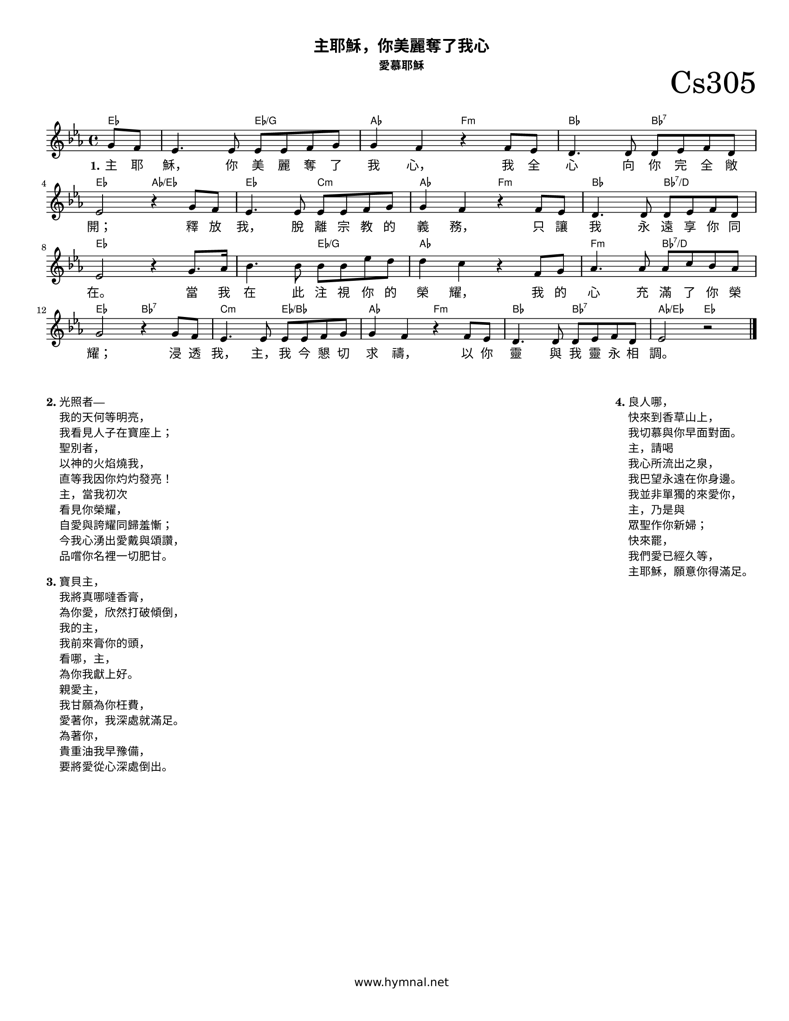 主耶穌，你美麗奪了我心
愛慕耶穌
Cs305
E♭ E♭/G A♭ Fm B♭ B♭7
1. 主 耶 穌， 你 美 麗 奪 了 我 心， 我 全 心 向 你 完 全 敞
4 E♭ A♭/E♭ E♭ Cm A♭ Fm B♭ B♭7/D
開； 釋 放 我， 脫 離 宗 教 的 義 務， 只 讓 我 永 遠 享 你 同
8 E♭ E♭/G A♭ Fm B♭7/D
在。 當 我 在 此 注 視 你 的 榮 耀， 我 的 心 充 滿 了 你 榮
12 E♭ B♭7 Cm E♭/B♭ A♭ Fm B♭ B♭7 A♭/E♭ E♭
耀； 浸 透 我， 主，我 今 懇 切 求 禱， 以 你 靈 與 我 靈 永 相 調。
2. 光照者—
我的天何等明亮，
我看見人子在寶座上；
聖別者，
以神的火焰燒我，
直等我因你灼灼發亮！
主，當我初次
看見你榮耀，
自愛與誇耀同歸羞慚；
今我心湧出愛戴與頌讚，
品嚐你名裡一切肥甘。
3. 寶貝主，
我將真哪噠香膏，
為你愛，欣然打破傾倒，
我的主，
我前來膏你的頭，
看哪，主，
為你我獻上好。
親愛主，
我甘願為你枉費，
愛著你，我深處就滿足。
為著你，
貴重油我早豫備，
要將愛從心深處倒出。
4. 良人哪，
快來到香草山上，
我切慕與你早面對面。
主，請喝
我心所流出之泉，
我巴望永遠在你身邊。
我並非單獨的來愛你，
主，乃是與
眾聖作你新婦；
快來罷，
我們愛已經久等，
主耶穌，願意你得滿足。
www.hymnal.net